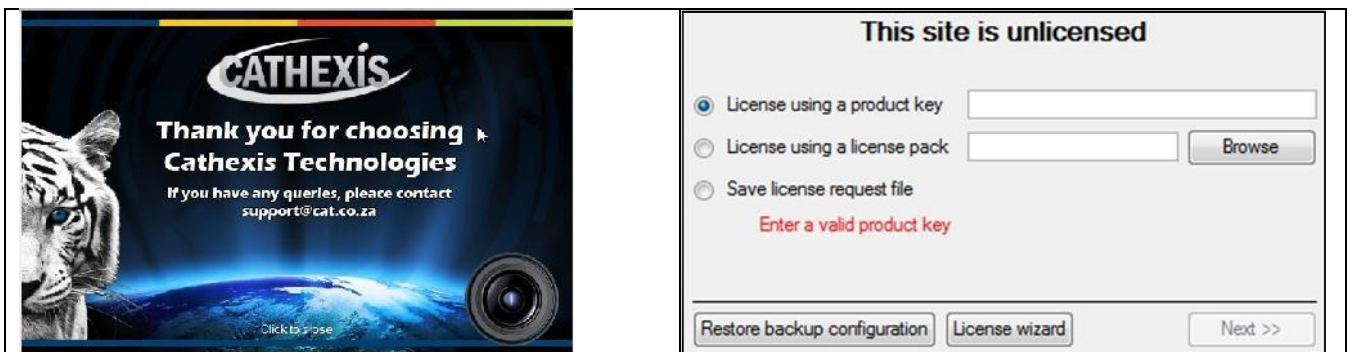 CATHEXIS
Thank you for choosing
Cathexis Technologies
If you have any queries, pleace contact
support@cat.co.za
Click to close
This site is unlicensed
License using a product key
License using a license pack
Browse
Save license request file
Enter a valid product key
Restore backup configuration
License wizard
Next >>